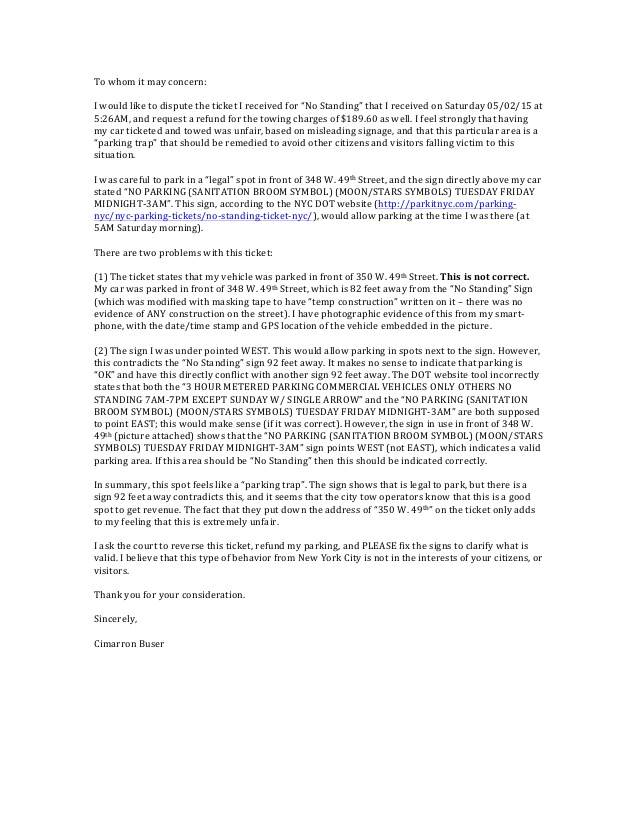 To whom it may concern:
I would like to dispute the ticket I received for “No Standing” that I received on Saturday 05/02/15 at
5:26AM, and request a refund for the towing charges of $189.60 as well. I feel strongly that having
my car ticketed and towed was unfair, based on misleading signage, and that this particular area is a
“parking trap” that should be remedied to avoid other citizens and visitors falling victim to this
situation.
I was careful to park in a “legal” spot in front of 348 W. 49th Street, and the sign directly above my car
stated “NO PARKING (SANITATION BROOM SYMBOL) (MOON/STARS SYMBOLS) TUESDAY FRIDAY
MIDNIGHT-3AM”. This sign, according to the NYC DOT website (http://parkitnyc.com/parking-
nyc/nyc-parking-tickets/no-standing-ticket-nyc/), would allow parking at the time I was there (at
5AM Saturday morning).
There are two problems with this ticket:
(1) The ticket states that my vehicle was parked in front of 350 W. 49th Street. This is not correct.
My car was parked in front of 348 W. 49th Street, which is 82 feet away from the “No Standing” Sign
(which was modified with masking tape to have “temp construction” written on it – there was no
evidence of ANY construction on the street). I have photographic evidence of this from my smart-
phone, with the date/time stamp and GPS location of the vehicle embedded in the picture.
(2) The sign I was under pointed WEST. This would allow parking in spots next to the sign. However,
this contradicts the “No Standing” sign 92 feet away. It makes no sense to indicate that parking is
“OK” and have this directly conflict with another sign 92 feet away. The DOT website tool incorrectly
states that both the “3 HOUR METERED PARKING COMMERCIAL VEHICLES ONLY OTHERS NO
STANDING 7AM-7PM EXCEPT SUNDAY W/ SINGLE ARROW” and the “NO PARKING (SANITATION
BROOM SYMBOL) (MOON/STARS SYMBOLS) TUESDAY FRIDAY MIDNIGHT-3AM” are both supposed
to point EAST; this would make sense (if it was correct). However, the sign in use in front of 348 W.
49th (picture attached) shows that the “NO PARKING (SANITATION BROOM SYMBOL) (MOON/STARS
SYMBOLS) TUESDAY FRIDAY MIDNIGHT-3AM” sign points WEST (not EAST), which indicates a valid
parking area. If this area should be “No Standing” then this should be indicated correctly.
In summary, this spot feels like a “parking trap”. The sign shows that is legal to park, but there is a
sign 92 feet away contradicts this, and it seems that the city tow operators know that this is a good
spot to get revenue. The fact that they put down the address of “350 W. 49th” on the ticket only adds
to my feeling that this is extremely unfair.
I ask the court to reverse this ticket, refund my parking, and PLEASE fix the signs to clarify what is
valid. I believe that this type of behavior from New York City is not in the interests of your citizens, or
visitors.
Thank you for your consideration.
Sincerely,
Cimarron Buser